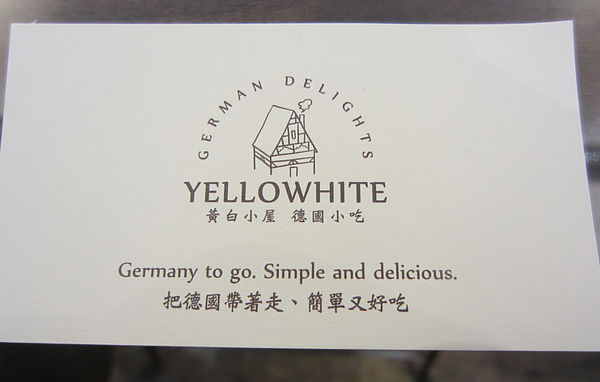 GERMAN DELIGHTS
YELLOWHITE
黃白小屋 德國小吃
Germany to go. Simple and delicious.
把德國帶著走、簡單又好吃